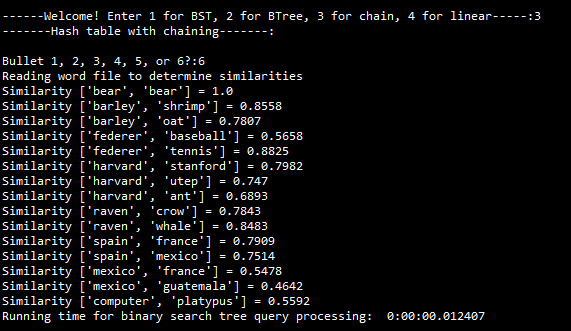 ------Welcome! Enter 1 for BST, 2 for BTree, 3 for chain, 4 for linear-----:3
-------Hash table with chaining-------:
Bullet 1, 2, 3, 4, 5, or 6?:6
Reading word file to determine similarities
Similarity ['bear', 'bear'] = 1.0
Similarity ['barley', 'shrimp'] = 0.8558
Similarity ['barley', 'oat'] = 0.7807
Similarity ['federer', 'baseball'] = 0.5658
Similarity ['federer', 'tennis'] = 0.8825
Similarity ['harvard', 'stanford'] = 0.7982
Similarity ['harvard', 'utep'] = 0.747
Similarity ['harvard', 'ant'] = 0.6893
Similarity ['raven', 'crow'] = 0.7843
Similarity ['raven', 'whale'] = 0.8483
Similarity ['spain', 'france'] = 0.7909
Similarity ['spain', 'mexico'] = 0.7514
Similarity ['mexico', 'france'] = 0.5478
Similarity ['mexico', 'guatemala'] = 0.4642
Similarity ['computer', 'platypus'] = 0.5592
Running time for binary search tree query processing:  0:00:00.012407